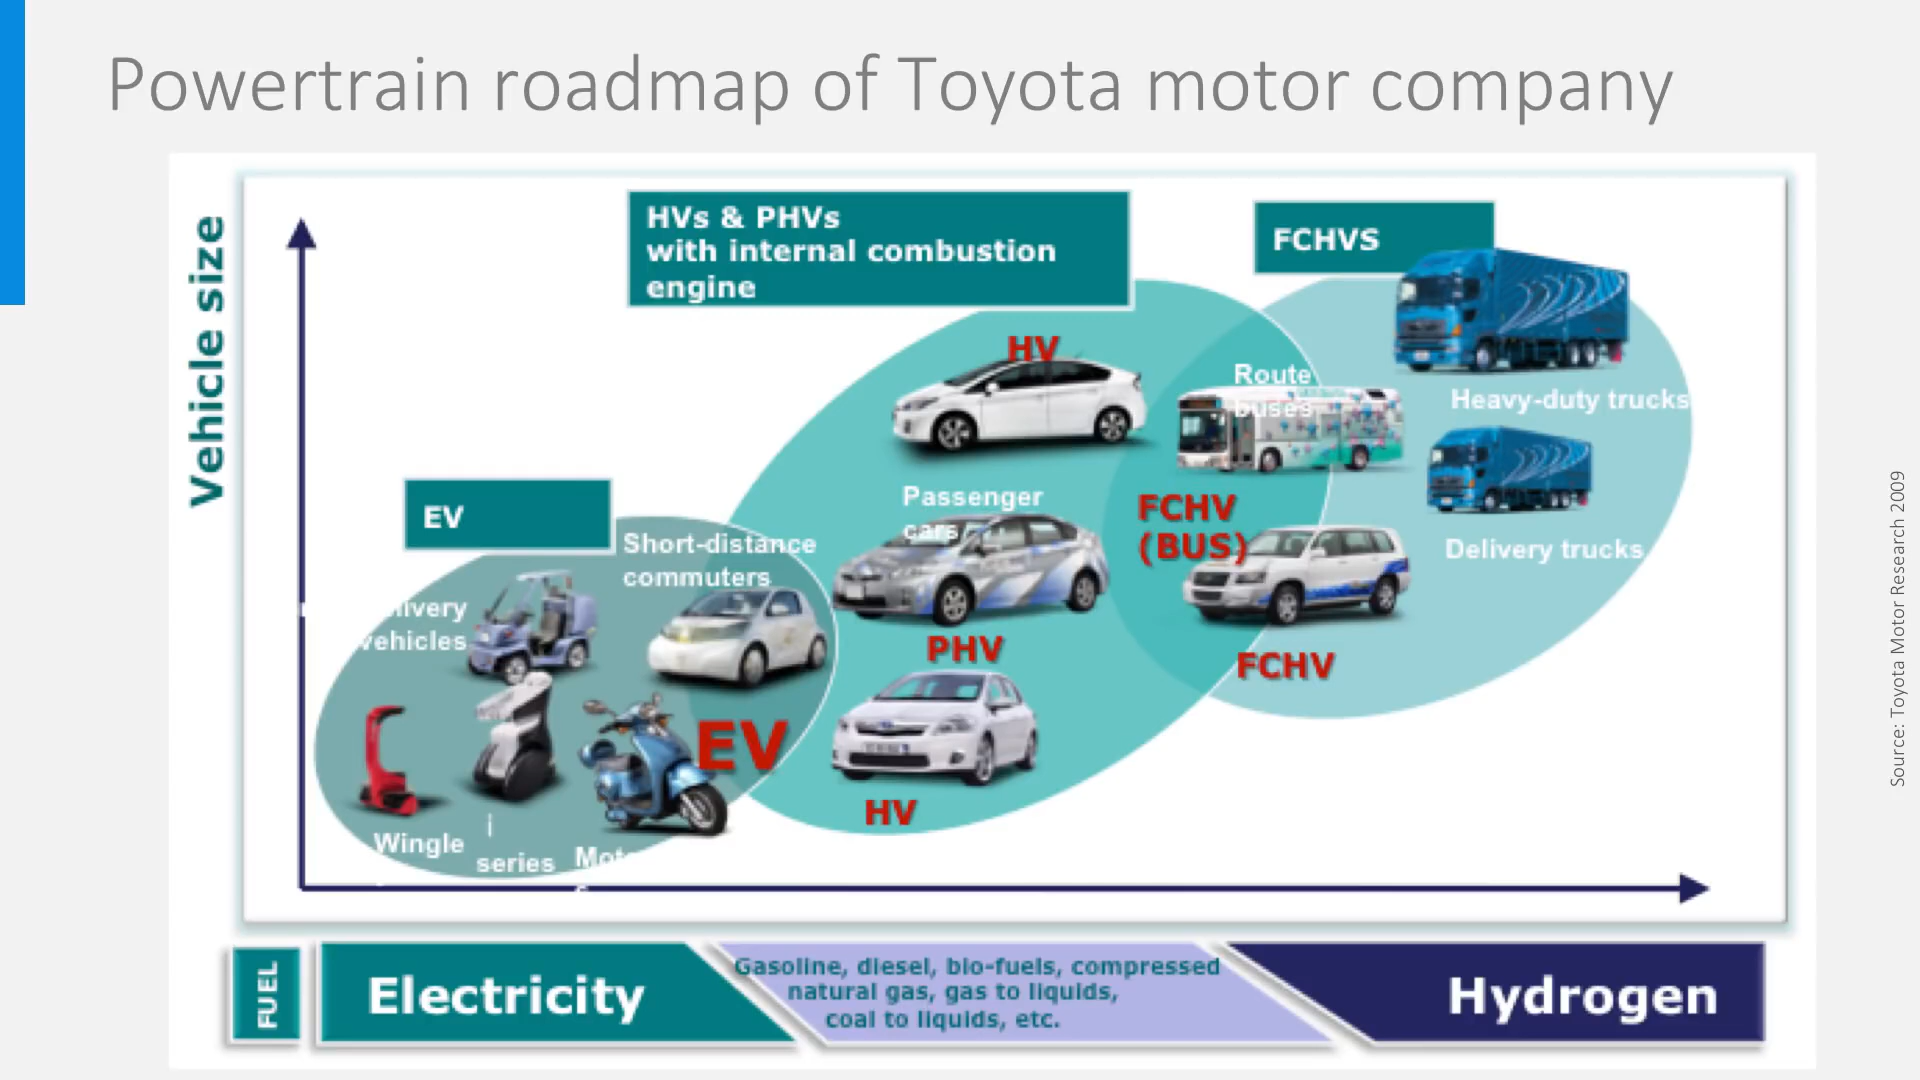 Powertrain roadmap of Toyota motor company
Vehicle size
HVs & PHVs
with internal combustion
engine
FCHVS
HV
Route
buses
Heavy-duty trucks
EV
Passenger
cars
FCHV
(BUS)
Short-distance
commuters
Delivery trucks
vehicles
PHV
FCHV
EV
HV
Wingle
i
series
FUEL
Electricity
Gasoline, diesel, bio-fuels, compressed
natural gas, gas to liquids,
coal to liquids, etc.
Hydrogen
Source: Toyota Motor Research 2009